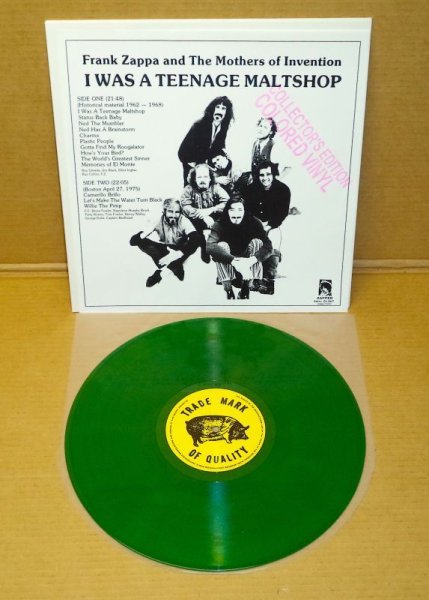 Frank Zappa and The Mothers of Invention
I WAS A TEENAGE MALTSHOP
COLLECTOR'S EDITION
COLORED VINYL
SIDE ONE (21:48)
(Historical material 1962 – 1968)
I Was A Teenage Maltshop
Status Back Baby
Ned The Mumbler
Ned Has A Brainstorm
Charms
Plastic People
Gotta Find My Roogalator
How's Your Bird?
The World's Greatest Sinner
Memories of El Monte
SIDE TWO (22:05)
(Boston April 27, 1975)
Camerillo Brillo
Let's Make The Water Turn Black
Willie The Pimp
TRADE MARK
OF QUALITY